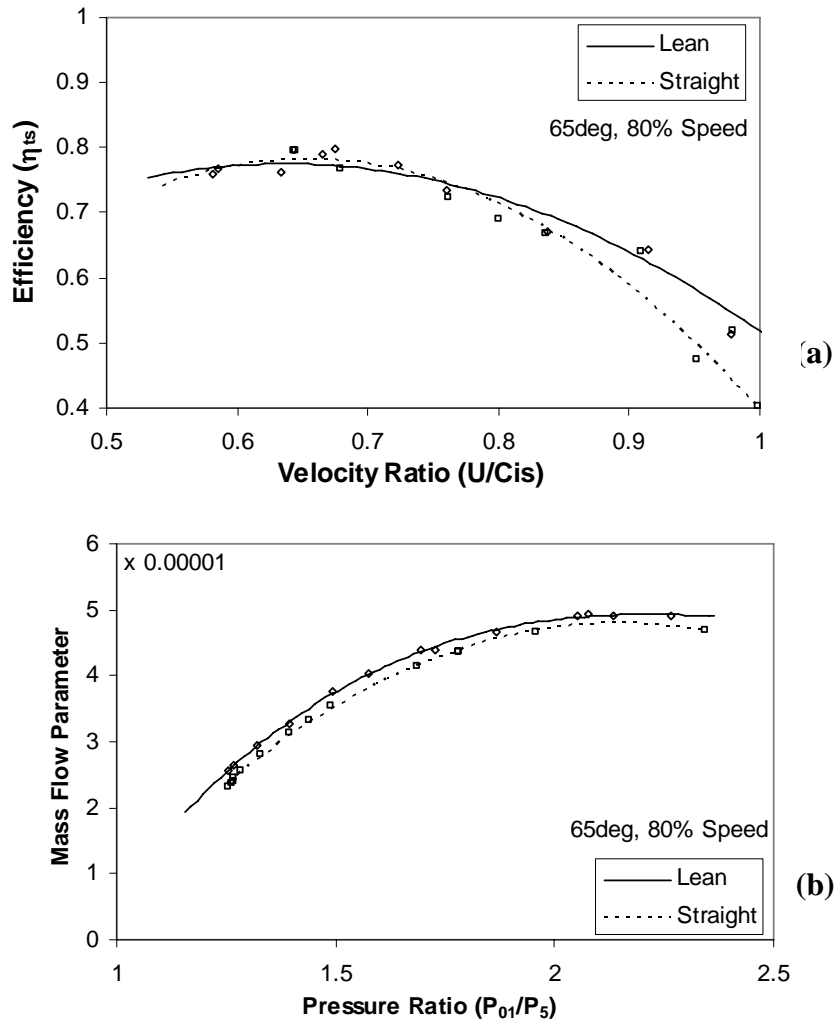 1
0.9
0.8
0.7
0.6
0.5
0.4
Efficiency (ηts)
Lean
Straight
65deg, 80% Speed
0.5 0.6 0.7 0.8 0.9 1
Velocity Ratio (U/Cis)
(a)
6
5
4
3
2
1
0
x 0.00001
Mass Flow Parameter
65deg, 80% Speed
Lean
Straight
(b)
1 1.5 2 2.5
Pressure Ratio (P01/P5)